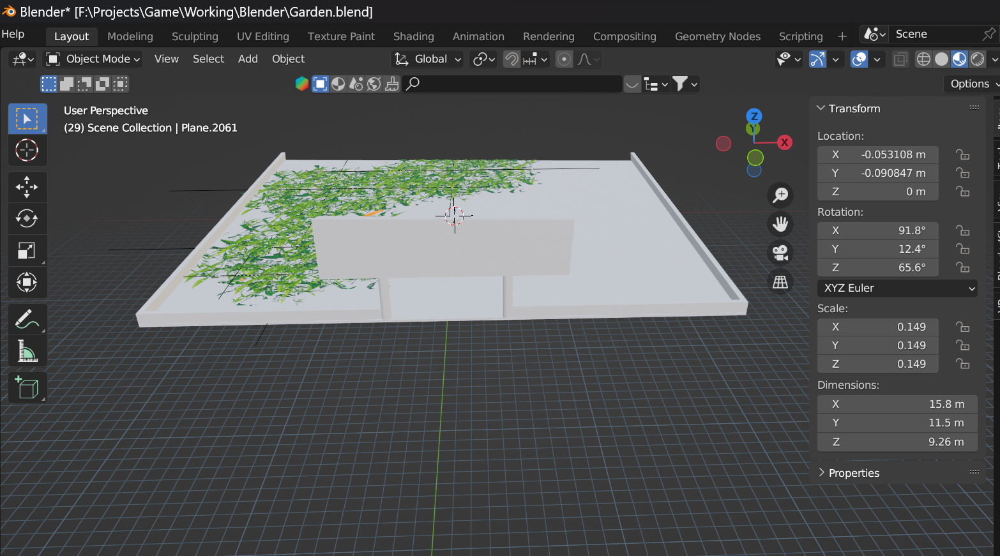 Blender* [F:\Projects\Game\Working\Blender\Garden.blend]
Help Layout Modeling Sculpting UV Editing Texture Paint Shading Animation Rendering Compositing Geometry Nodes Scripting + Scene
Object Mode View Select Add Object Global
Options
User Perspective
(29) Scene Collection | Plane.2061
Z
Y
X
Transform
Location:
X -0.053108 m
Y -0.090847 m
Z 0 m
Rotation:
X 91.8°
Y 12.4°
Z 65.6°
XYZ Euler
Scale:
X 0.149
Y 0.149
Z 0.149
Dimensions:
X 15.8 m
Y 11.5 m
Z 9.26 m
Properties